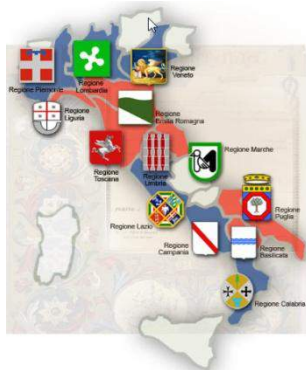 Regione Piemonte
Regione
Lombardia
Regione
Veneto
Regione
Liguria
Regione
Emilia Romagna
Regione
Toscana
Regione
Umbria
Regione Marche
Regione Lazio
Regione
Campania
Regione
Puglia
Regione
Basilicata
Regione Calabria